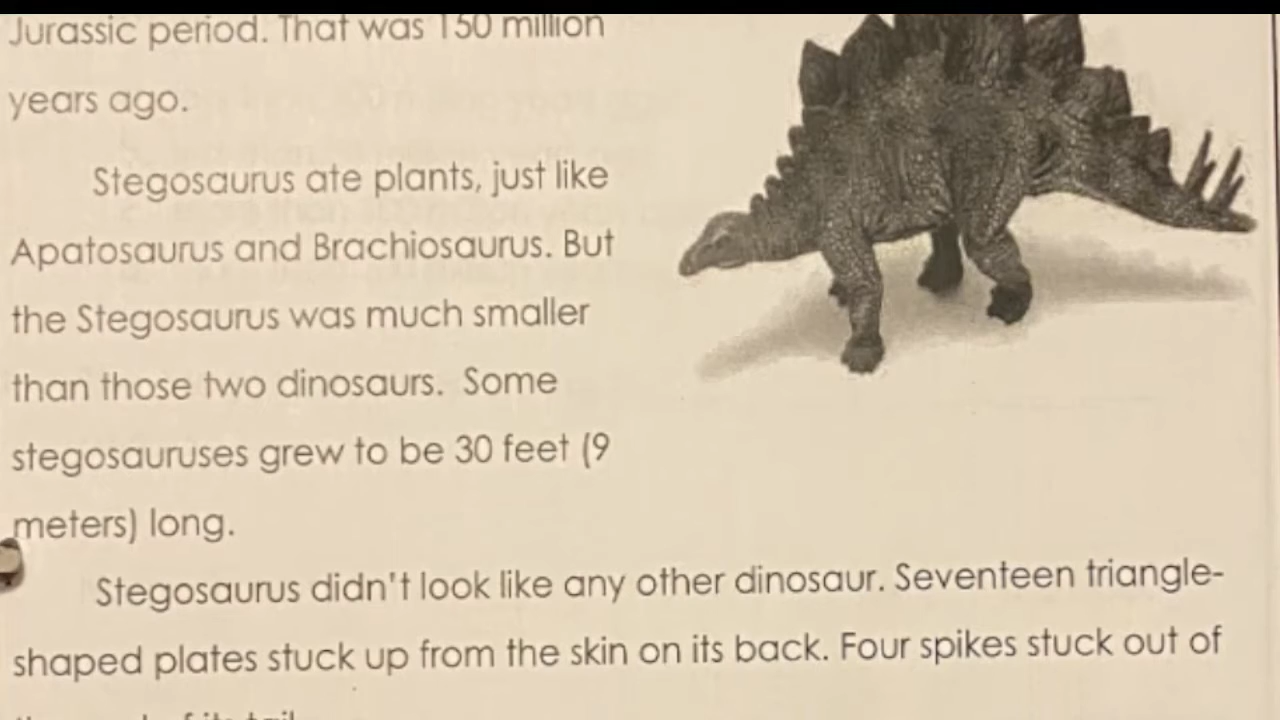 Jurassic period. That was 150 million
years ago.
Stegosaurus ate plants, just like
Apatosaurus and Brachiosaurus. But
the Stegosaurus was much smaller
than those two dinosaurs. Some
stegosauruses grew to be 30 feet (9
meters) long.
Stegosaurus didn't look like any other dinosaur. Seventeen triangle-
shaped plates stuck up from the skin on its back. Four spikes stuck out of
of its tail